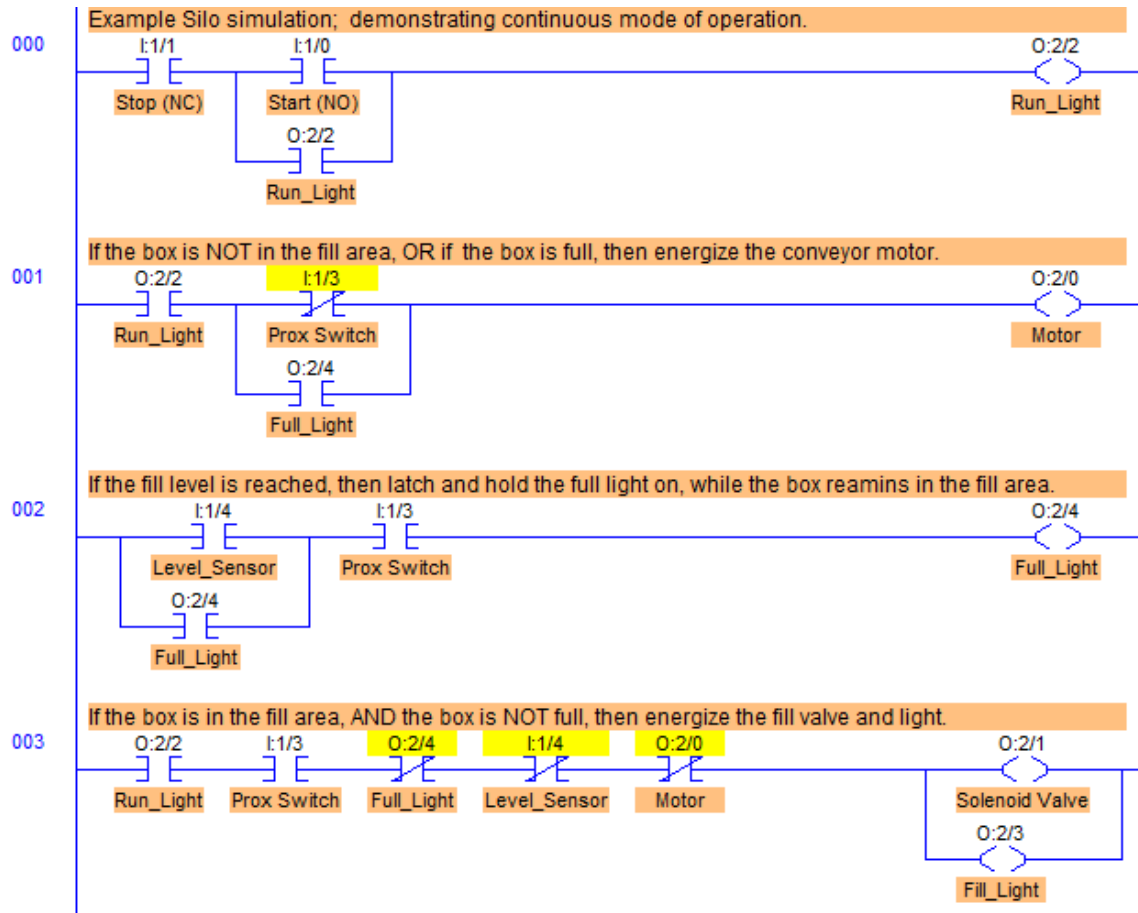 Example Silo simulation;  demonstrating continuous mode of operation.
000
I:1/1 I:1/0 O:2/2
Stop (NC) Start (NO) Run_Light
O:2/2
Run_Light
If the box is NOT in the fill area, OR if  the box is full, then energize the conveyor motor.
001
O:2/2 I:1/3 O:2/0
Run_Light Prox Switch Motor
O:2/4
Full_Light
If the fill level is reached, then latch and hold the full light on, while the box reamins in the fill area.
002
I:1/4 I:1/3 O:2/4
Level_Sensor Prox Switch Full_Light
O:2/4
Full_Light
If the box is in the fill area, AND the box is NOT full, then energize the fill valve and light.
003
O:2/2 I:1/3 O:2/4 I:1/4 O:2/0 O:2/1
Run_Light Prox Switch Full_Light Level_Sensor Motor Solenoid Valve
O:2/3
Fill_Light